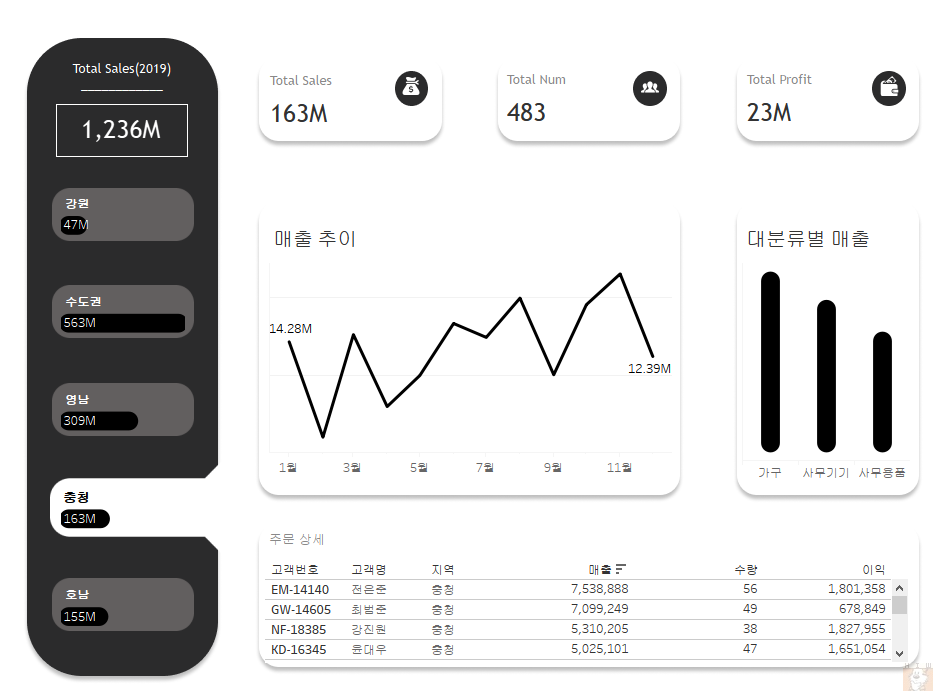 Total Sales(2019)
1,236M
강원
47M
수도권
563M
영남
309M
충청
163M
호남
155M
Total Sales
163M
Total Num
483
Total Profit
23M
매출 추이
14.28M
12.39M
1월 3월 5월 7월 9월 11월
대분류별 매출
가구 사무기기 사무용품
주문 상세
고객번호 고객명 지역 매출 수량 이익
EM-14140 전은준 충청 7,538,888 56 1,801,358
GW-14605 최범준 충청 7,099,249 49 678,849
NF-18385 강진원 충청 5,310,205 38 1,827,955
KD-16345 윤대우 충청 5,025,101 47 1,651,054